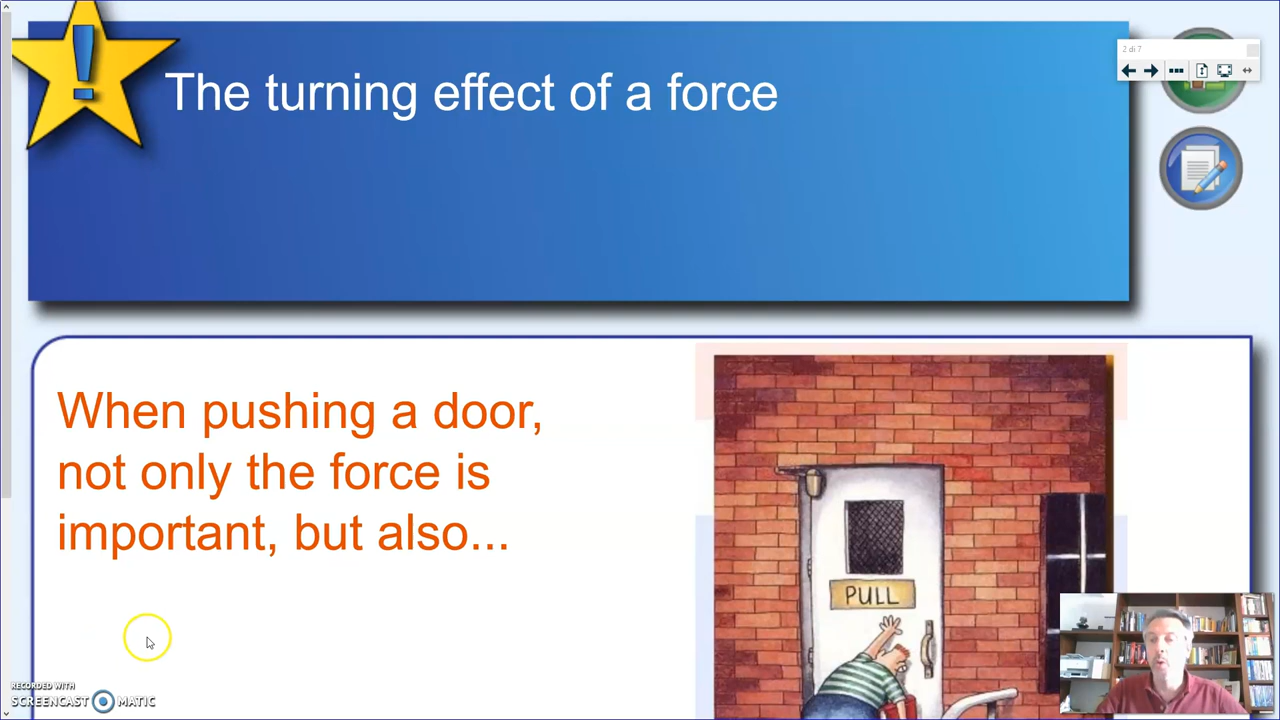 2 di 7
The turning effect of a force
When pushing a door,
not only the force is
important, but also...
PULL
RECORDED WITH
SCREENCAST MATIC